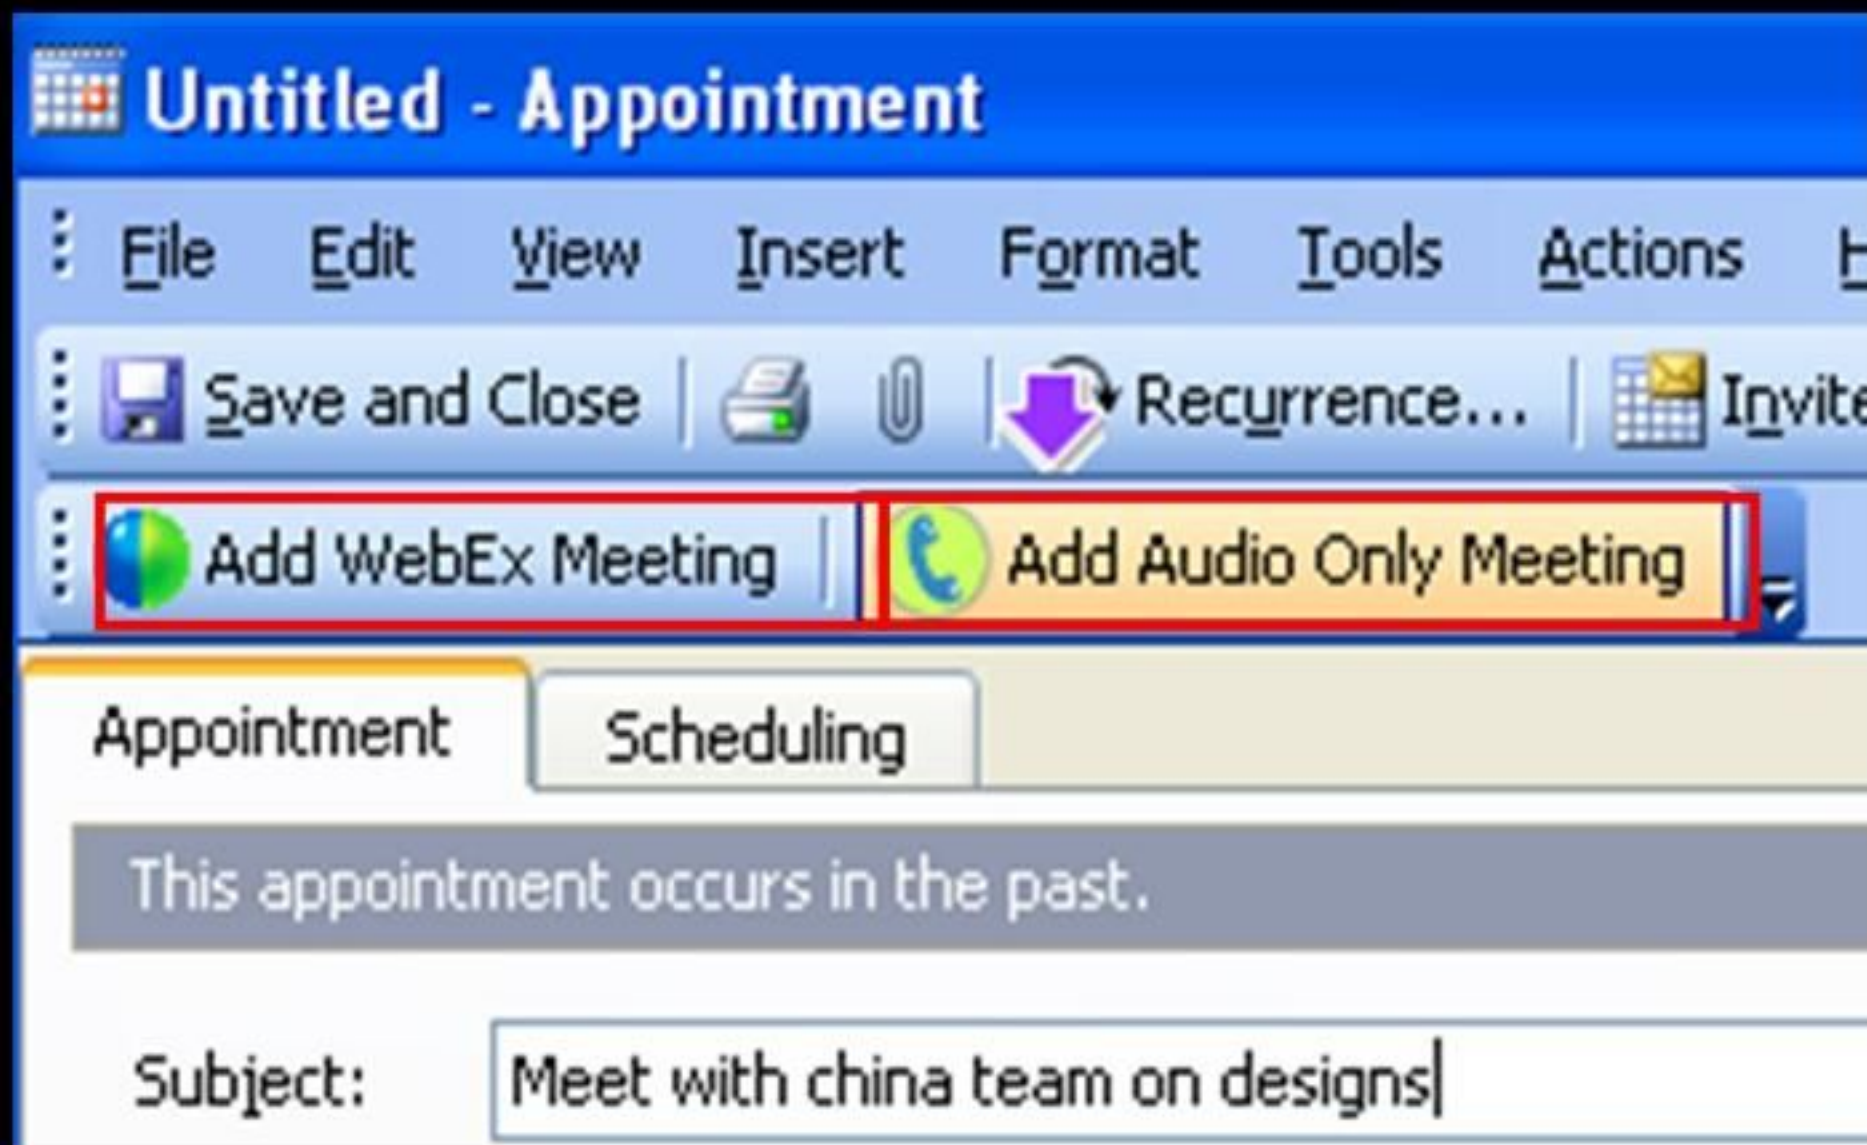 Untitled - Appointment
File Edit View Insert Format Tools Actions
Save and Close Recurrence... Invite
Add WebEx Meeting Add Audio Only Meeting
Appointment Scheduling
This appointment occurs in the past.
Subject: Meet with china team on designs